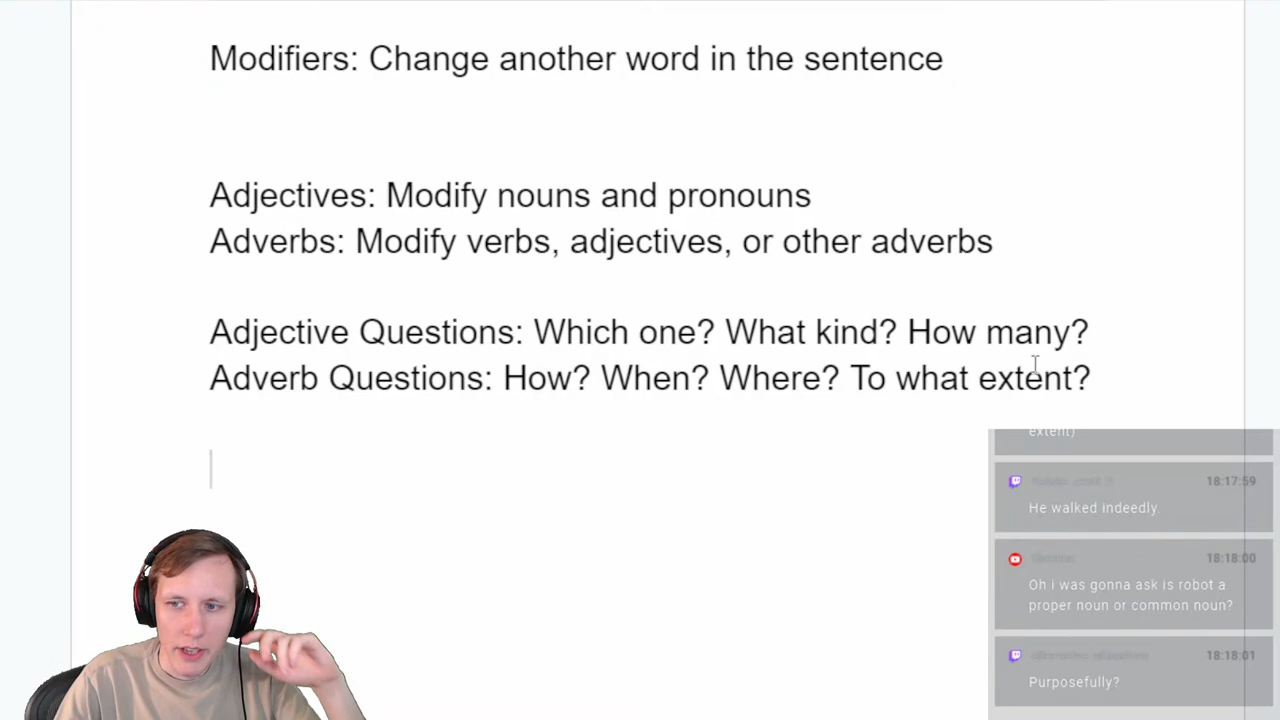 Modifiers: Change another word in the sentence
Adjectives: Modify nouns and pronouns
Adverbs: Modify verbs, adjectives, or other adverbs
Adjective Questions: Which one? What kind? How many?
Adverb Questions: How? When? Where? To what extent?
extent)
18:17:59
He walked indeedly.
18:18:00
Oh i was gonna ask is robot a
proper noun or common noun?
18:18:01
Purposefully?